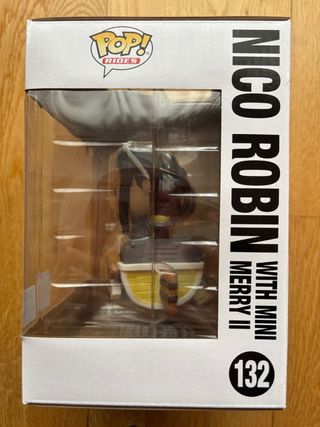 POP!
RIDES
NICO ROBIN
WITH MINI
MERRY II
132